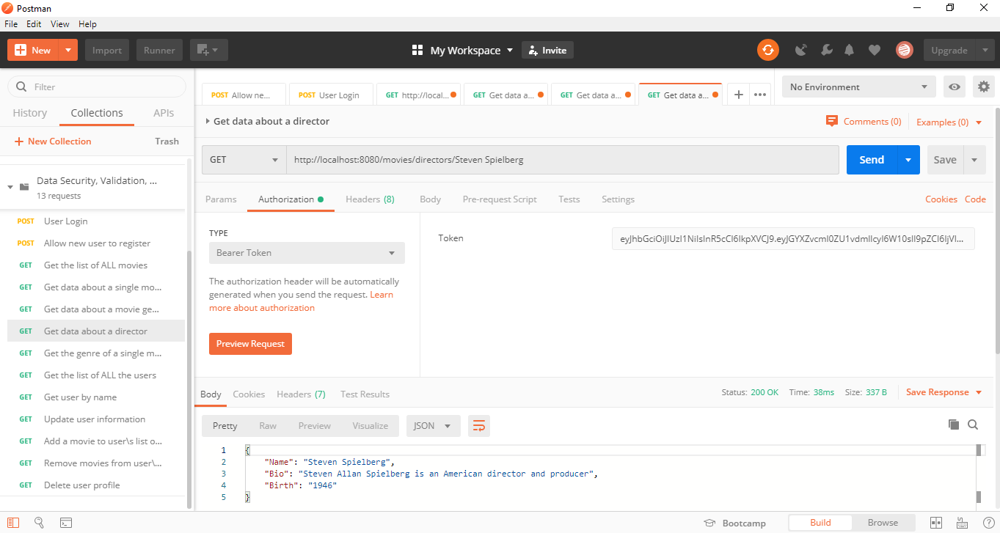 Postman
File Edit View Help
New Import Runner My Workspace Invite Upgrade
Filter
History Collections APIs
New Collection Trash
Data Security, Validation, ...
13 requests
POST User Login
POST Allow new user to register
GET Get the list of ALL movies
GET Get data about a single mo...
GET Get data about a movie ge...
GET Get data about a director
GET Get the genre of a single m...
GET Get the list of ALL the users
GET Get user by name
GET Update user information
GET Add a movie to user\s list o...
GET Remove movies from user\...
GET Delete user profile
POST Allow ne... POST User Login GET http://local... GET Get data a... GET Get data a... GET Get data a... No Environment
Get data about a director Comments (0) Examples (0)
GET http://localhost:8080/movies/directors/Steven Spielberg Send Save
Params Authorization Headers (8) Body Pre-request Script Tests Settings Cookies Code
TYPE
Bearer Token
The authorization header will be automatically
generated when you send the request. Learn
more about authorization
Preview Request
Token
Body Cookies Headers (7) Test Results Status: 200 OK Time: 38ms Size: 337 B Save Response
Pretty Raw Preview Visualize JSON
1 {
2 "Name": "Steven Spielberg",
3 "Bio": "Steven Allan Spielberg is an American director and producer",
4 "Birth": "1946"
5 }
Bootcamp Build Browse